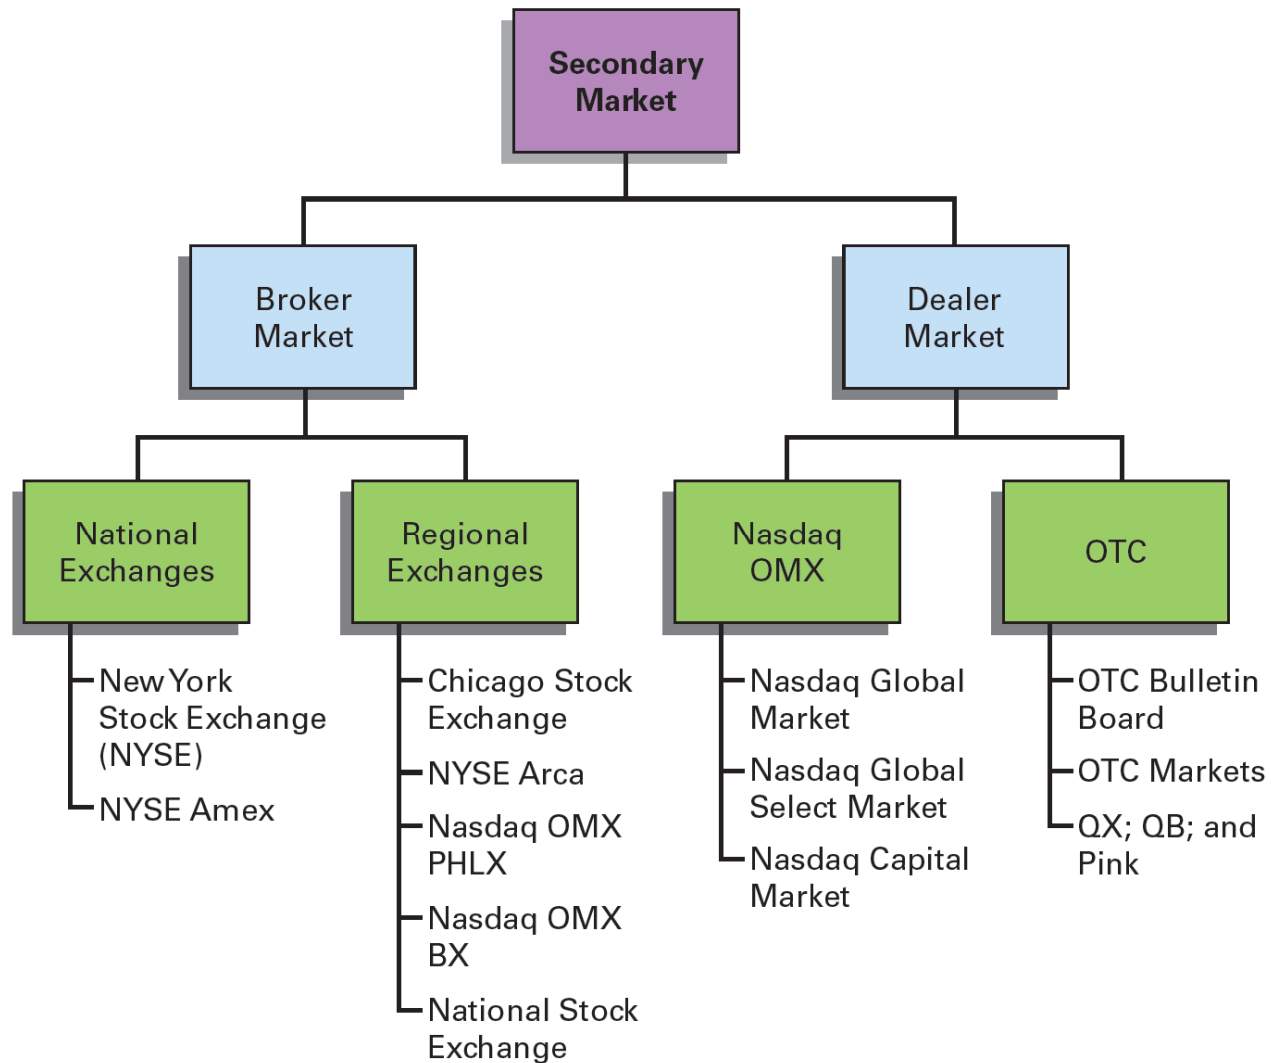 Secondary
Market
Broker
Market
Dealer
Market
National
Exchanges
Regional
Exchanges
Nasdaq
OMX
OTC
New York
Stock Exchange
(NYSE)
NYSE Amex
Chicago Stock
Exchange
NYSE Arca
Nasdaq OMX
PHLX
Nasdaq OMX
BX
National Stock
Exchange
Nasdaq Global
Market
Nasdaq Global
Select Market
Nasdaq Capital
Market
OTC Bulletin
Board
OTC Markets
QX; QB; and
Pink